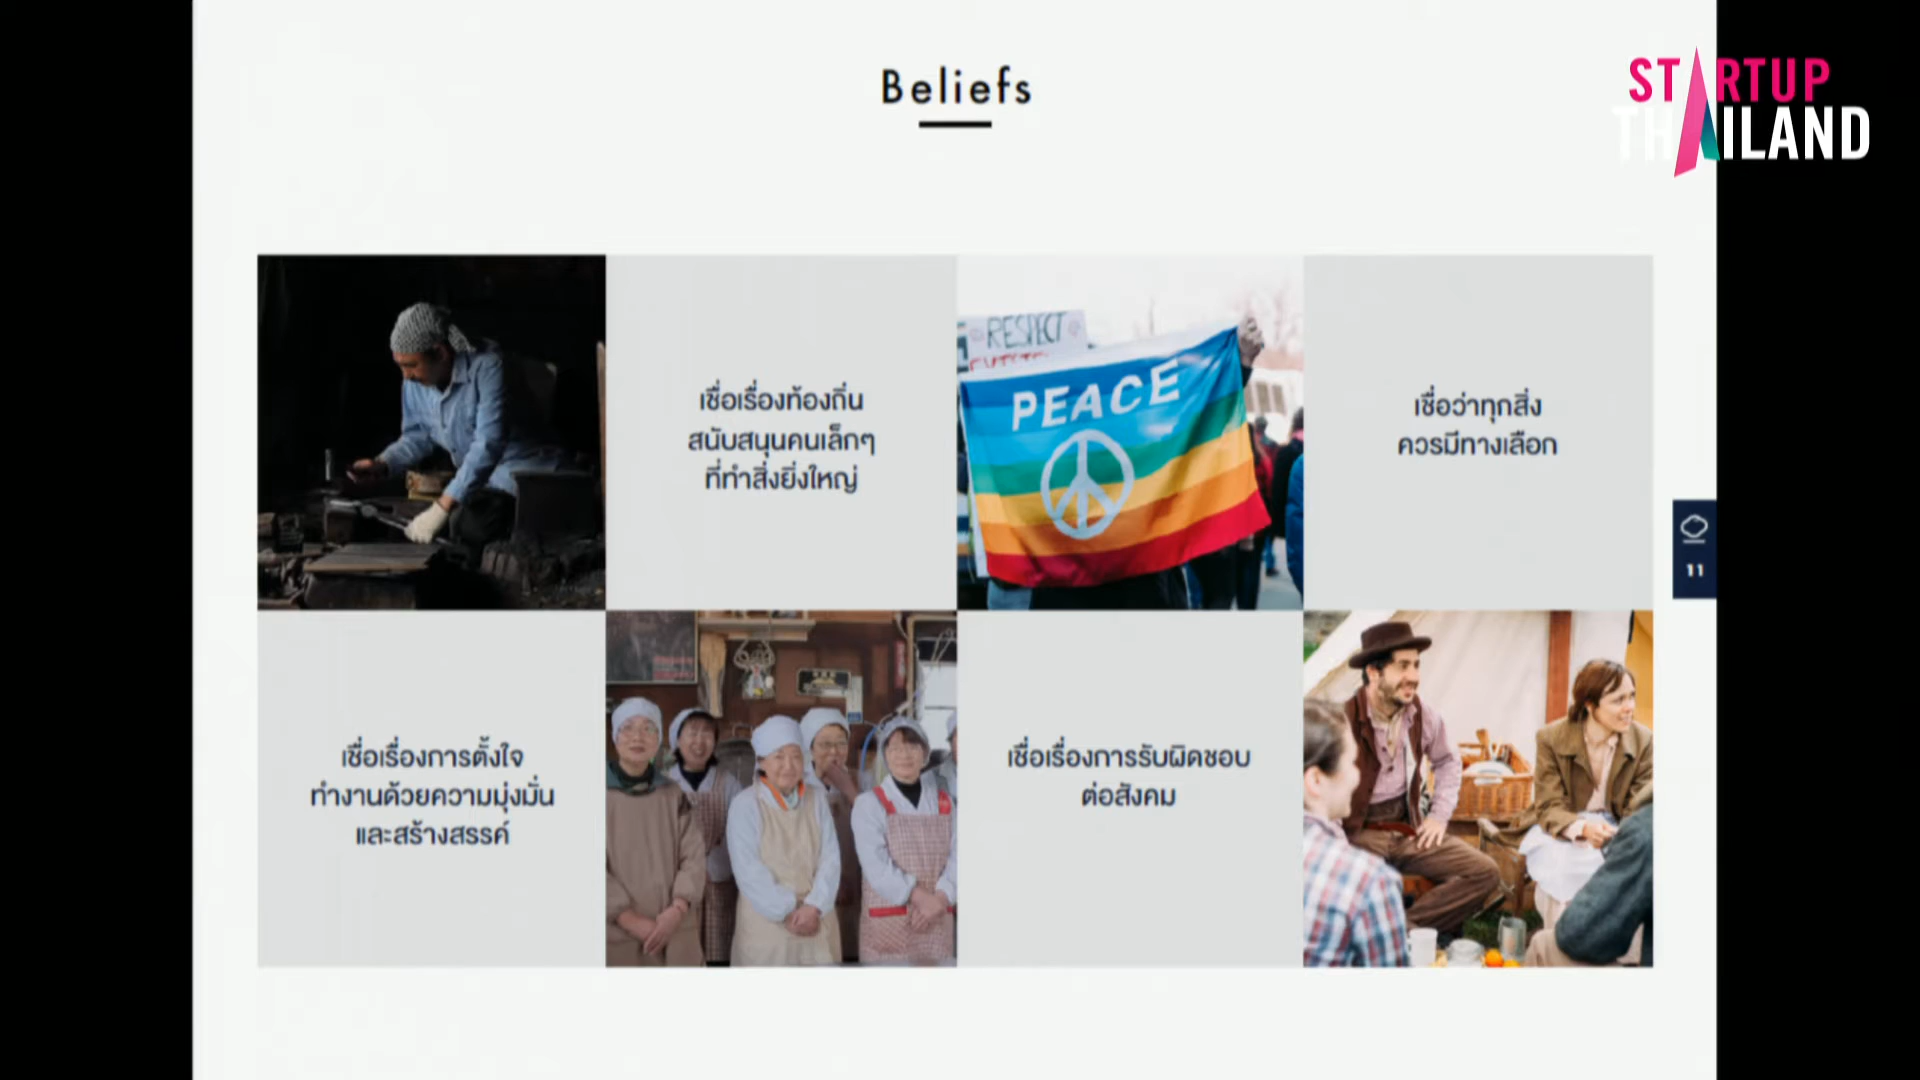 Beliefs
STARTUP
THAILAND
RESPECT
PEACE
เชื่อเรื่องท้องถิ่น
สนับสนุนคนเล็กๆ
ที่ทำสิ่งยิ่งใหญ่
เชื่อว่าทุกสิ่ง
ควรมีทางเลือก
11
เชื่อเรื่องการตั้งใจ
ทำงานด้วยความมุ่งมั่น
และสร้างสรรค์
เชื่อเรื่องการรับผิดชอบ
ต่อสังคม